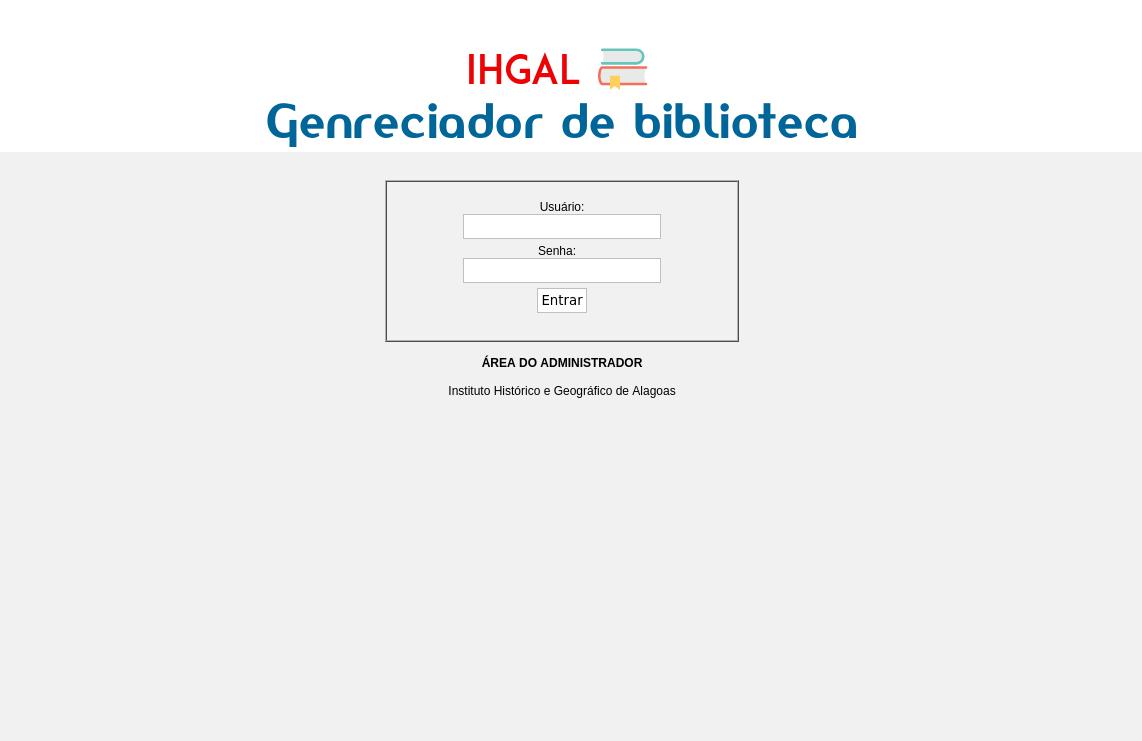 IHGAL
Genreciador de biblioteca
Usuário:
Senha:
Entrar
ÁREA DO ADMINISTRADOR
Instituto Histórico e Geográfico de Alagoas